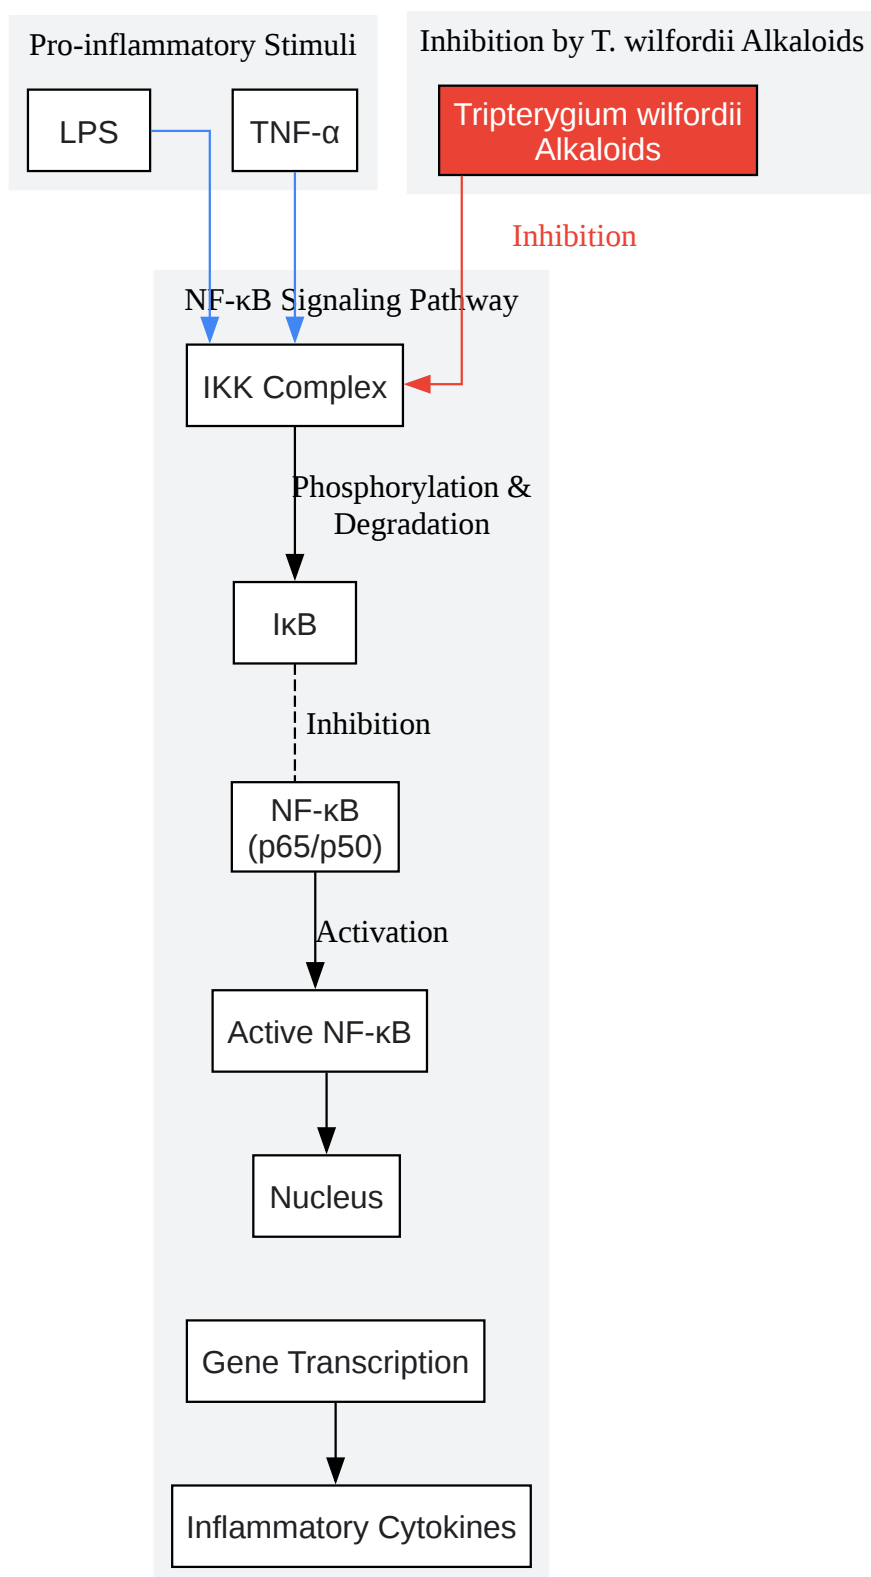 Pro-inflammatory Stimuli
Inhibition by T. wilfordii Alkaloids
LPS
TNF-α
Tripterygium wilfordii
Alkaloids
Inhibition
NF-κB Signaling Pathway
IKK Complex
Phosphorylation &
Degradation
IκB
Inhibition
NF-κB
(p65/p50)
Activation
Active NF-κB
Nucleus
Gene Transcription
Inflammatory Cytokines